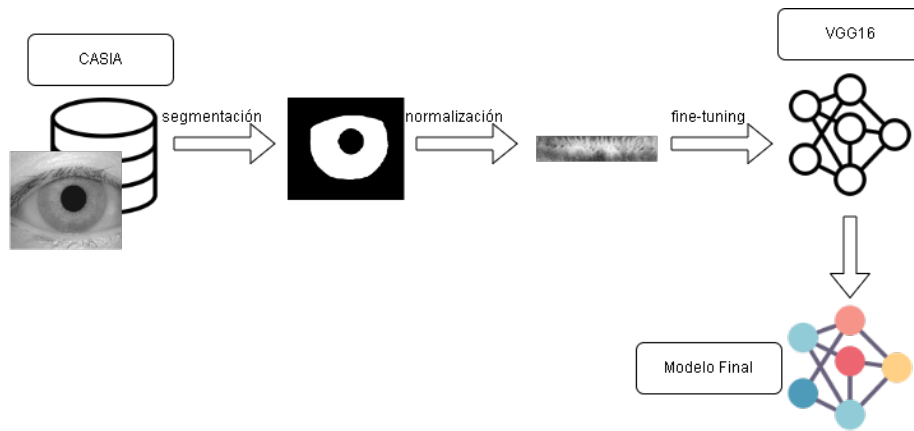 CASIA
VGG16
segmentación
normalización
fine-tuning
Modelo Final